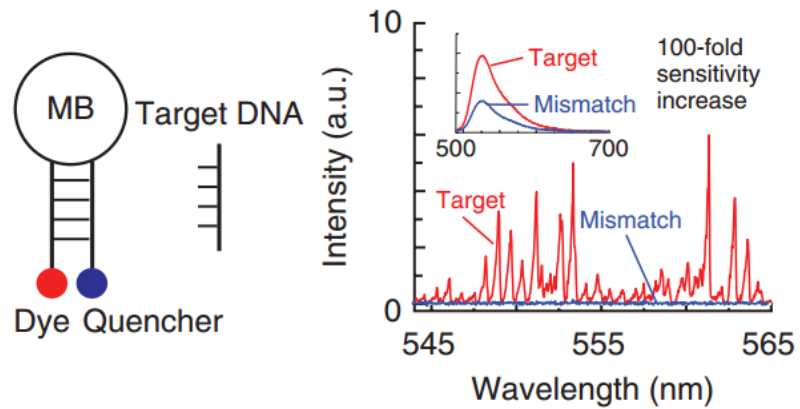 MB
Target DNA
Dye Quencher
Intensity (a.u.)
10
0
Target
Mismatch
500
700
100-fold
sensitivity
increase
Target
Mismatch
545
555
565
Wavelength (nm)